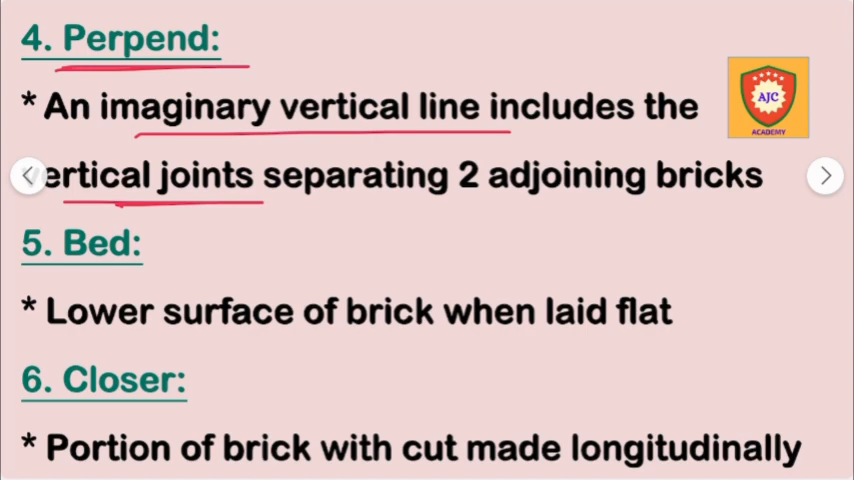 4. Perpend:
* An imaginary vertical line includes the
AJC
ACADEMY
vertical joints separating 2 adjoining bricks
5. Bed:
* Lower surface of brick when laid flat
6. Closer:
* Portion of brick with cut made longitudinally